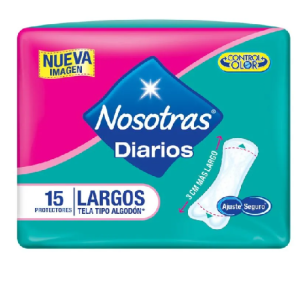 NUEVA
IMAGEN
CONTROL
OLOR
Nosotras®
Diarios
3 CM MÁS LARGO
15
PROTECTORES
LARGOS
TELA TIPO ALGODÓN*
Ajuste Seguro